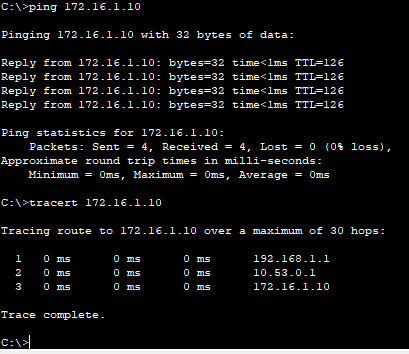 C:\>ping 172.16.1.10
Pinging 172.16.1.10 with 32 bytes of data:
Reply from 172.16.1.10: bytes=32 time<1ms TTL=126
Reply from 172.16.1.10: bytes=32 time<1ms TTL=126
Reply from 172.16.1.10: bytes=32 time<1ms TTL=126
Reply from 172.16.1.10: bytes=32 time<1ms TTL=126
Ping statistics for 172.16.1.10:
Packets: Sent = 4, Received = 4, Lost = 0 (0% loss),
Approximate round trip times in milli-seconds:
Minimum = 0ms, Maximum = 0ms, Average = 0ms
C:\>tracert 172.16.1.10
Tracing route to 172.16.1.10 over a maximum of 30 hops:
1 0 ms 0 ms 0 ms 192.168.1.1
2 0 ms 0 ms 0 ms 10.53.0.1
3 0 ms 0 ms 0 ms 172.16.1.10
Trace complete.
C:\>